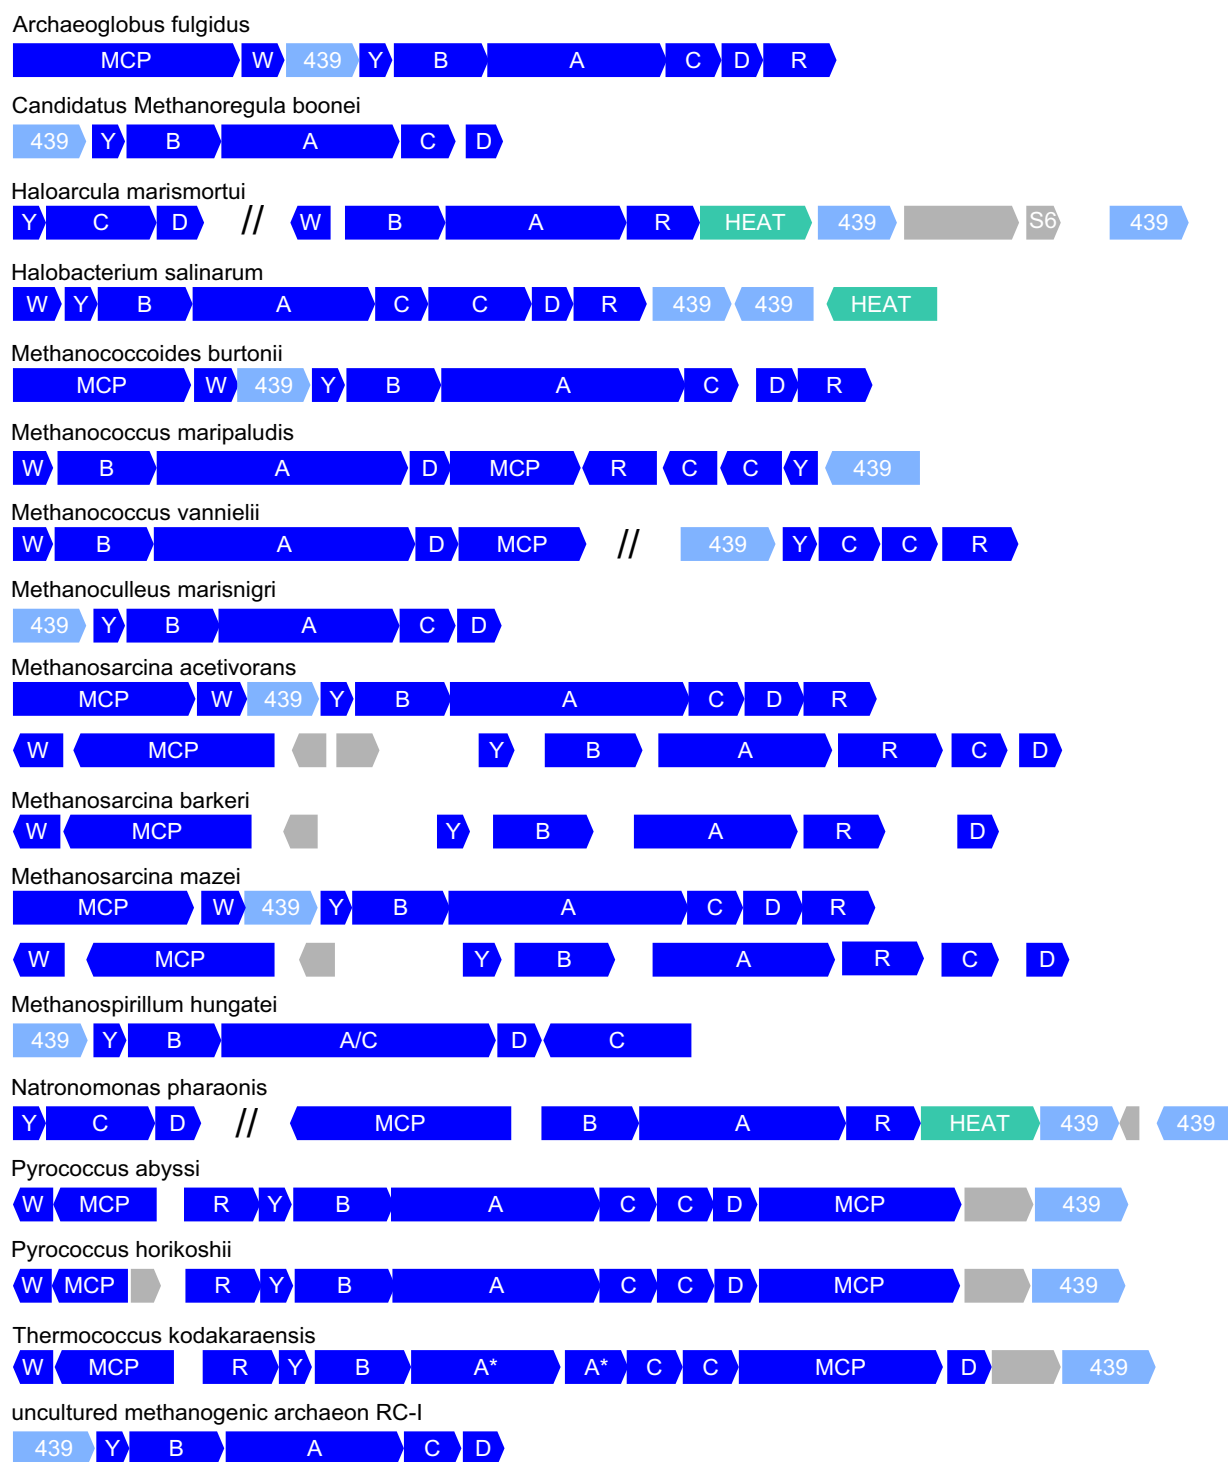 Archaeoglobus fulgidus
MCP W 439 Y B A C D R
Candidatus Methanoregula boonei
439 Y B A C D
Haloarcula marismortui
Y C D // W B A R HEAT 439 S6 439
Halobacterium salinarum
W Y B A C C D R 439 439 HEAT
Methanococcoides burtonii
MCP W 439 Y B A C D R
Methanococcus maripaludis
W B A D MCP R C C Y 439
Methanococcus vannielii
W B A D MCP // 439 Y C C R
Methanoculleus marisnigri
439 Y B A C D
Methanosarcina acetivorans
MCP W 439 Y B A C D R
W MCP Y B A R C D
Methanosarcina barkeri
W MCP Y B A R D
Methanosarcina mazei
MCP W 439 Y B A C D R
W MCP Y B A R C D
Methanospirillum hungatei
439 Y B A/C D C
Natronomonas pharaonis
Y C D // MCP B A R HEAT 439 439
Pyrococcus abyssi
W MCP R Y B A C C D MCP 439
Pyrococcus horikoshii
W MCP R Y B A C C D MCP 439
Thermococcus kodakaraensis
W MCP R Y B A* A* C C MCP D 439
uncultured methanogenic archaeon RC-I
439 Y B A C D